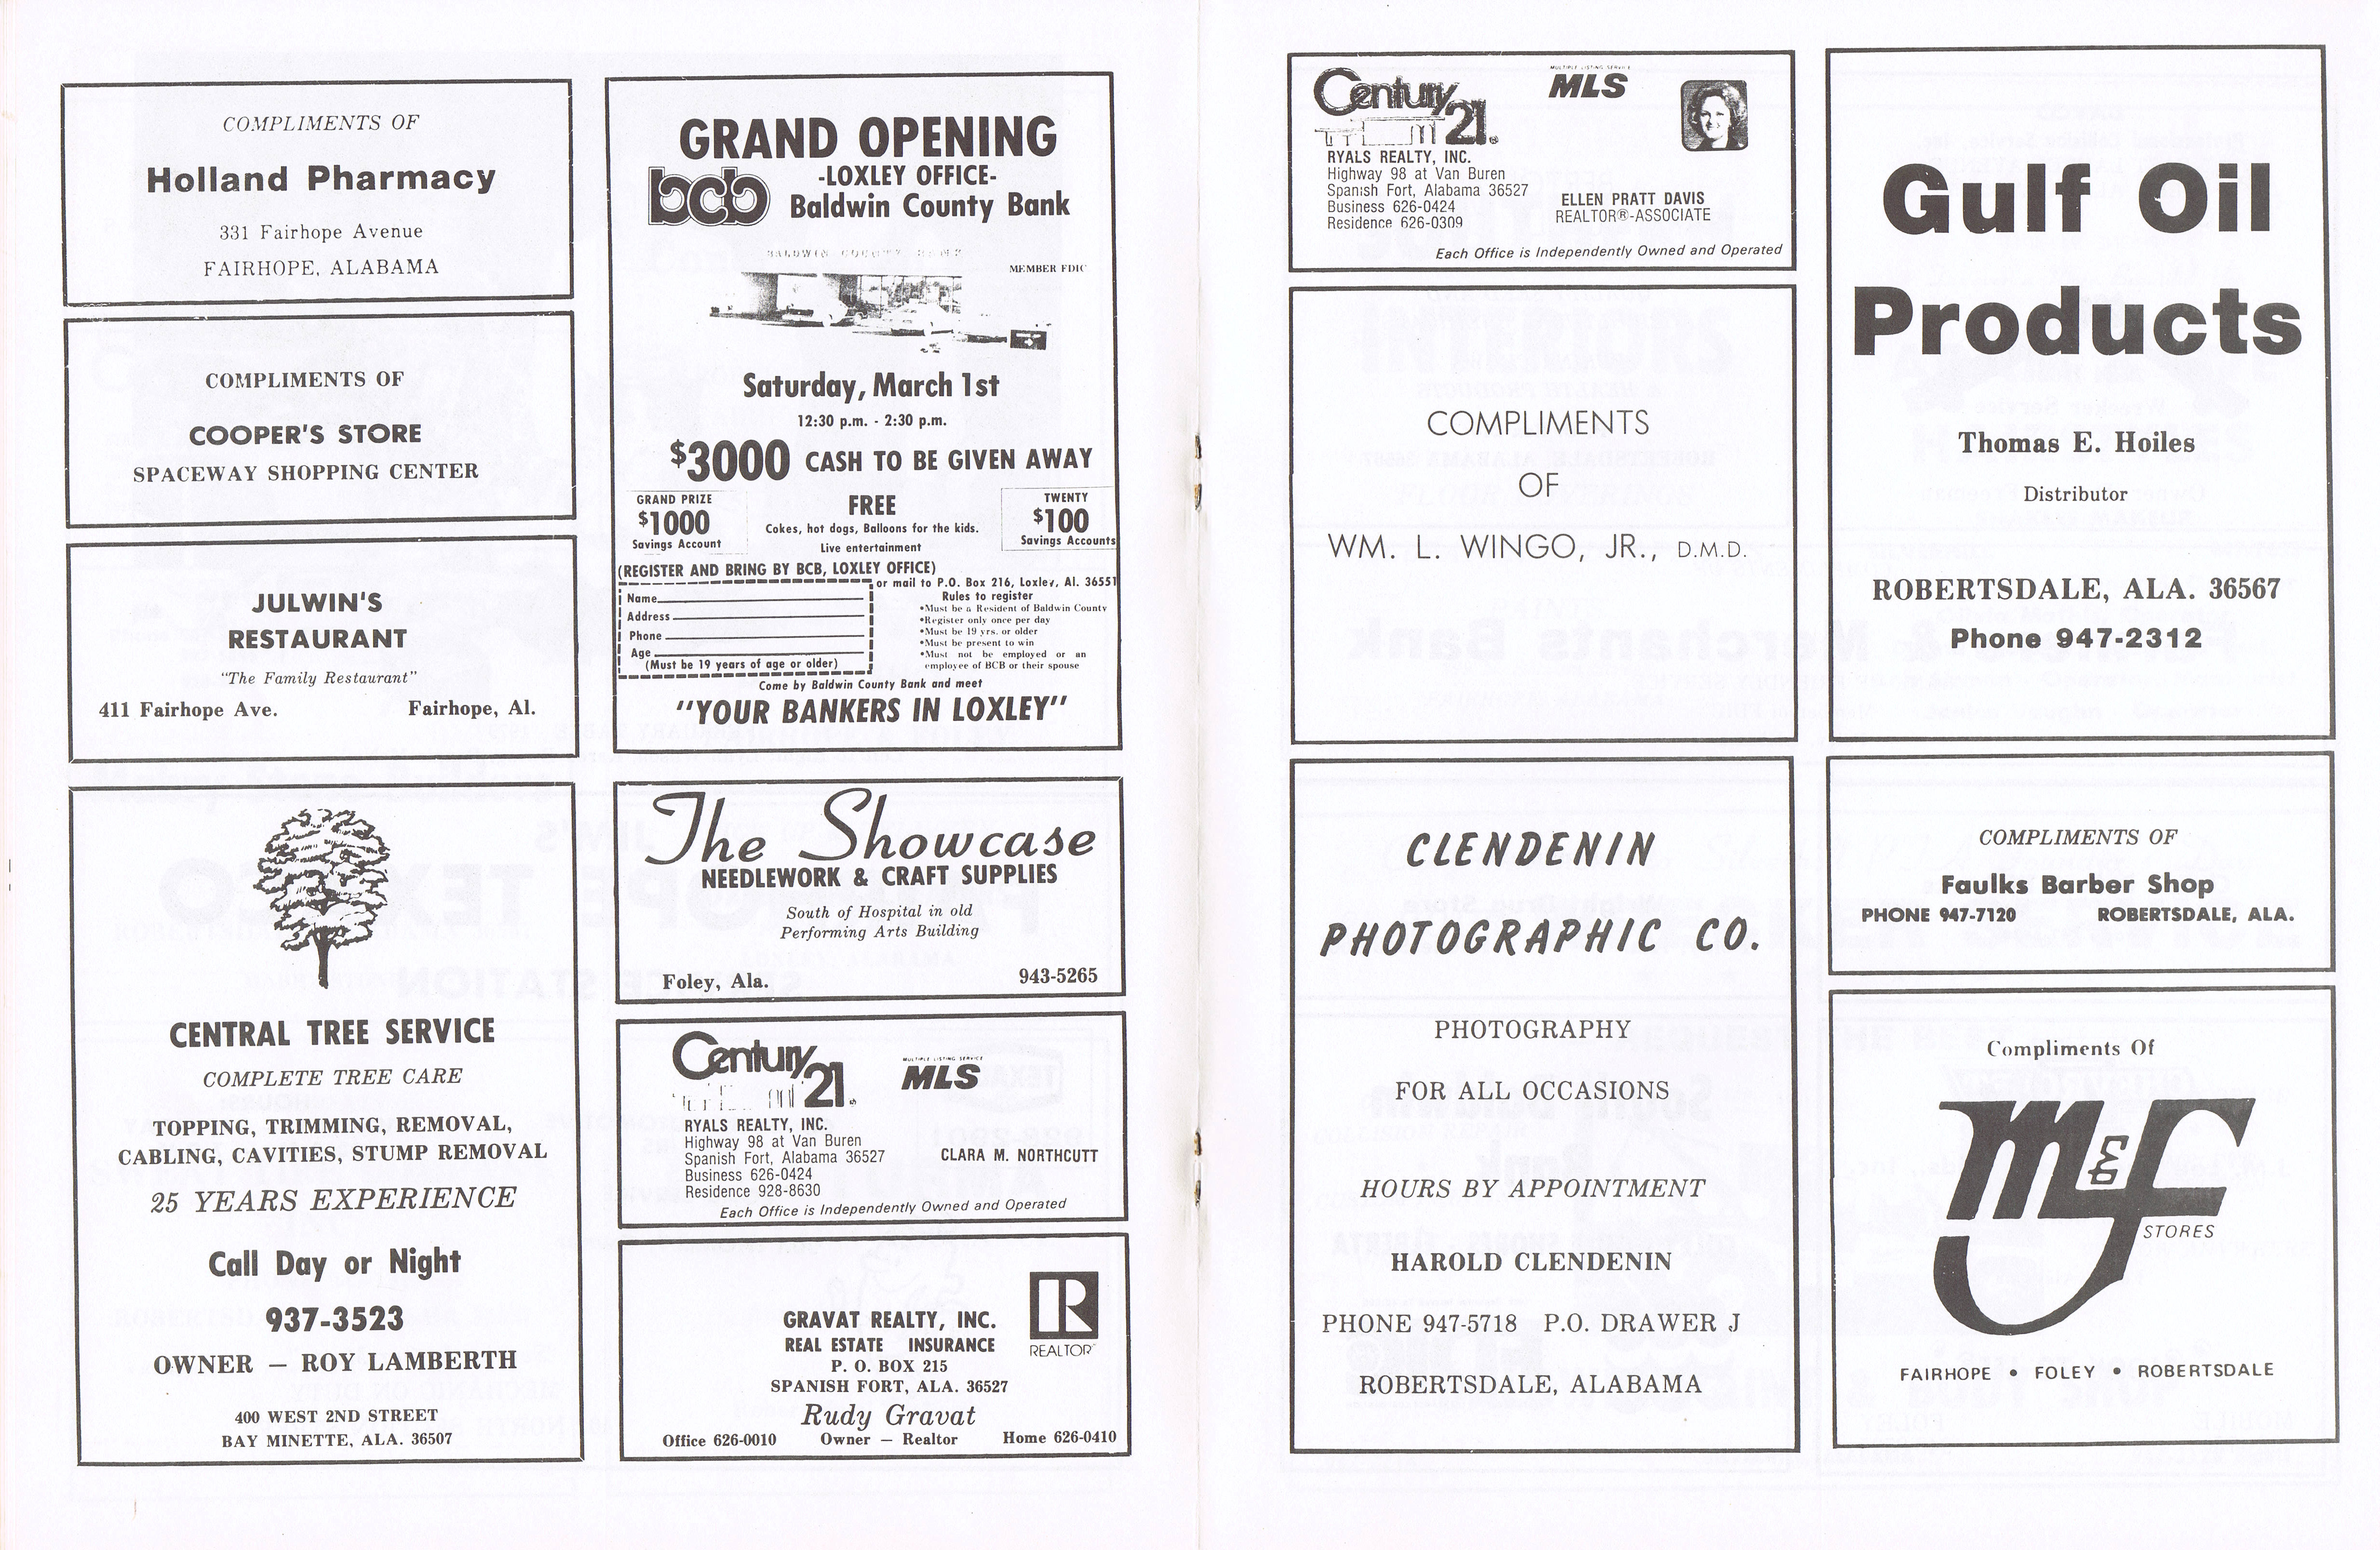 COMPLIMENTS OF
Holland Pharmacy
331 Fairhope Avenue
FAIRHOPE, ALABAMA
COMPLIMENTS OF
COOPER'S STORE
SPACEWAY SHOPPING CENTER
JULWIN'S
RESTAURANT
"The Family Restaurant"
411 Fairhope Ave. Fairhope, Al.
CENTRAL TREE SERVICE
COMPLETE TREE CARE
TOPPING, TRIMMING, REMOVAL,
CABLING, CAVITIES, STUMP REMOVAL
25 YEARS EXPERIENCE
Call Day or Night
937-3523
OWNER — ROY LAMBERTH
400 WEST 2ND STREET
BAY MINETTE, ALA. 36507
GRAND OPENING
bcb
-LOXLEY OFFICE-
Baldwin County Bank
BALDWIN COUNTY
MEMBER FDIC
Saturday, March 1st
12:30 p.m. - 2:30 p.m.
$3000 CASH TO BE GIVEN AWAY
GRAND PRIZE
$1000
Savings Account
FREE
Cokes, hot dogs, Balloons for the kids.
Live entertainment
TWENTY
$100
Savings Accounts
(REGISTER AND BRING BY BCB, LOXLEY OFFICE)
or mail to P.O. Box 216, Loxley, Al. 36551
Name
Address
Phone
Age
(Must be 19 years of age or older)
Rules to register
•Must be a Resident of Baldwin County
•Register only once per day
•Must be 19 yrs. or older
•Must be present to win
•Must not be employed or an
employee of BCB or their spouse
Come by Baldwin County Bank and meet
"YOUR BANKERS IN LOXLEY"
The Showcase
NEEDLEWORK & CRAFT SUPPLIES
South of Hospital in old
Performing Arts Building
Foley, Ala. 943-5265
Century 21®
MULTIPLE LISTING SERVICE
MLS
RYALS REALTY, INC.
Highway 98 at Van Buren
Spanish Fort, Alabama 36527
Business 626-0424
Residence 928-8630
CLARA M. NORTHCUTT
Each Office is Independently Owned and Operated
GRAVAT REALTY, INC.
REAL ESTATE INSURANCE
P. O. BOX 215
SPANISH FORT, ALA. 36527
R
REALTOR
Rudy Gravat
Office 626-0010 Owner — Realtor Home 626-0410
Century 21®
MULTIPLE LISTING SERVICE
MLS
RYALS REALTY, INC.
Highway 98 at Van Buren
Spanish Fort, Alabama 36527
Business 626-0424
Residence 626-0309
ELLEN PRATT DAVIS
REALTOR®-ASSOCIATE
Each Office is Independently Owned and Operated
COMPLIMENTS
OF
WM. L. WINGO, JR., D.M.D.
CLENDENIN
PHOTOGRAPHIC CO.
PHOTOGRAPHY
FOR ALL OCCASIONS
HOURS BY APPOINTMENT
HAROLD CLENDENIN
PHONE 947-5718 P.O. DRAWER J
ROBERTSDALE, ALABAMA
Gulf Oil
Products
Thomas E. Hoiles
Distributor
ROBERTSDALE, ALA. 36567
Phone 947-2312
COMPLIMENTS OF
Faulks Barber Shop
PHONE 947-7120 ROBERTSDALE, ALA.
Compliments Of
M&F
STORES
FAIRHOPE • FOLEY • ROBERTSDALE